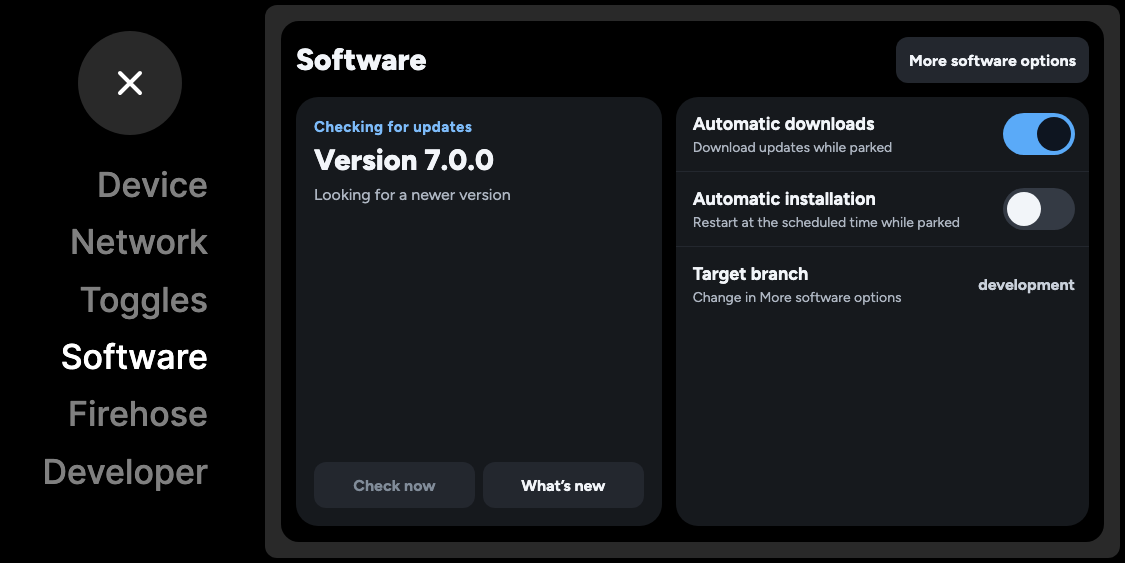 Device
Network
Toggles
Software
Firehose
Developer
Software
More software options
Checking for updates
Version 7.0.0
Looking for a newer version
Check now
What’s new
Automatic downloads
Download updates while parked
Automatic installation
Restart at the scheduled time while parked
Target branch
Change in More software options
development